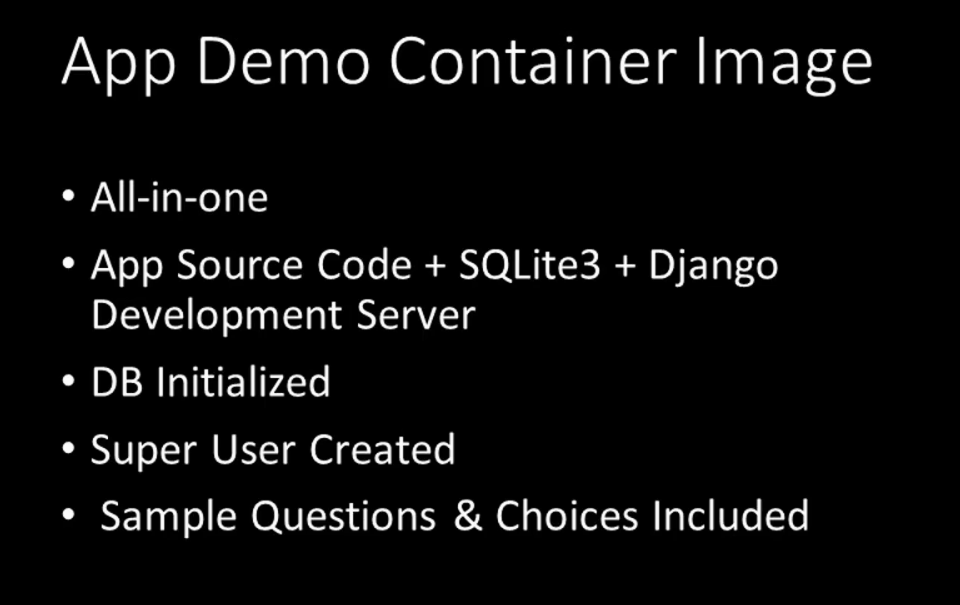 App Demo Container Image
• All-in-one
• App Source Code + SQLite3 + Django
Development Server
• DB Initialized
• Super User Created
• Sample Questions & Choices Included